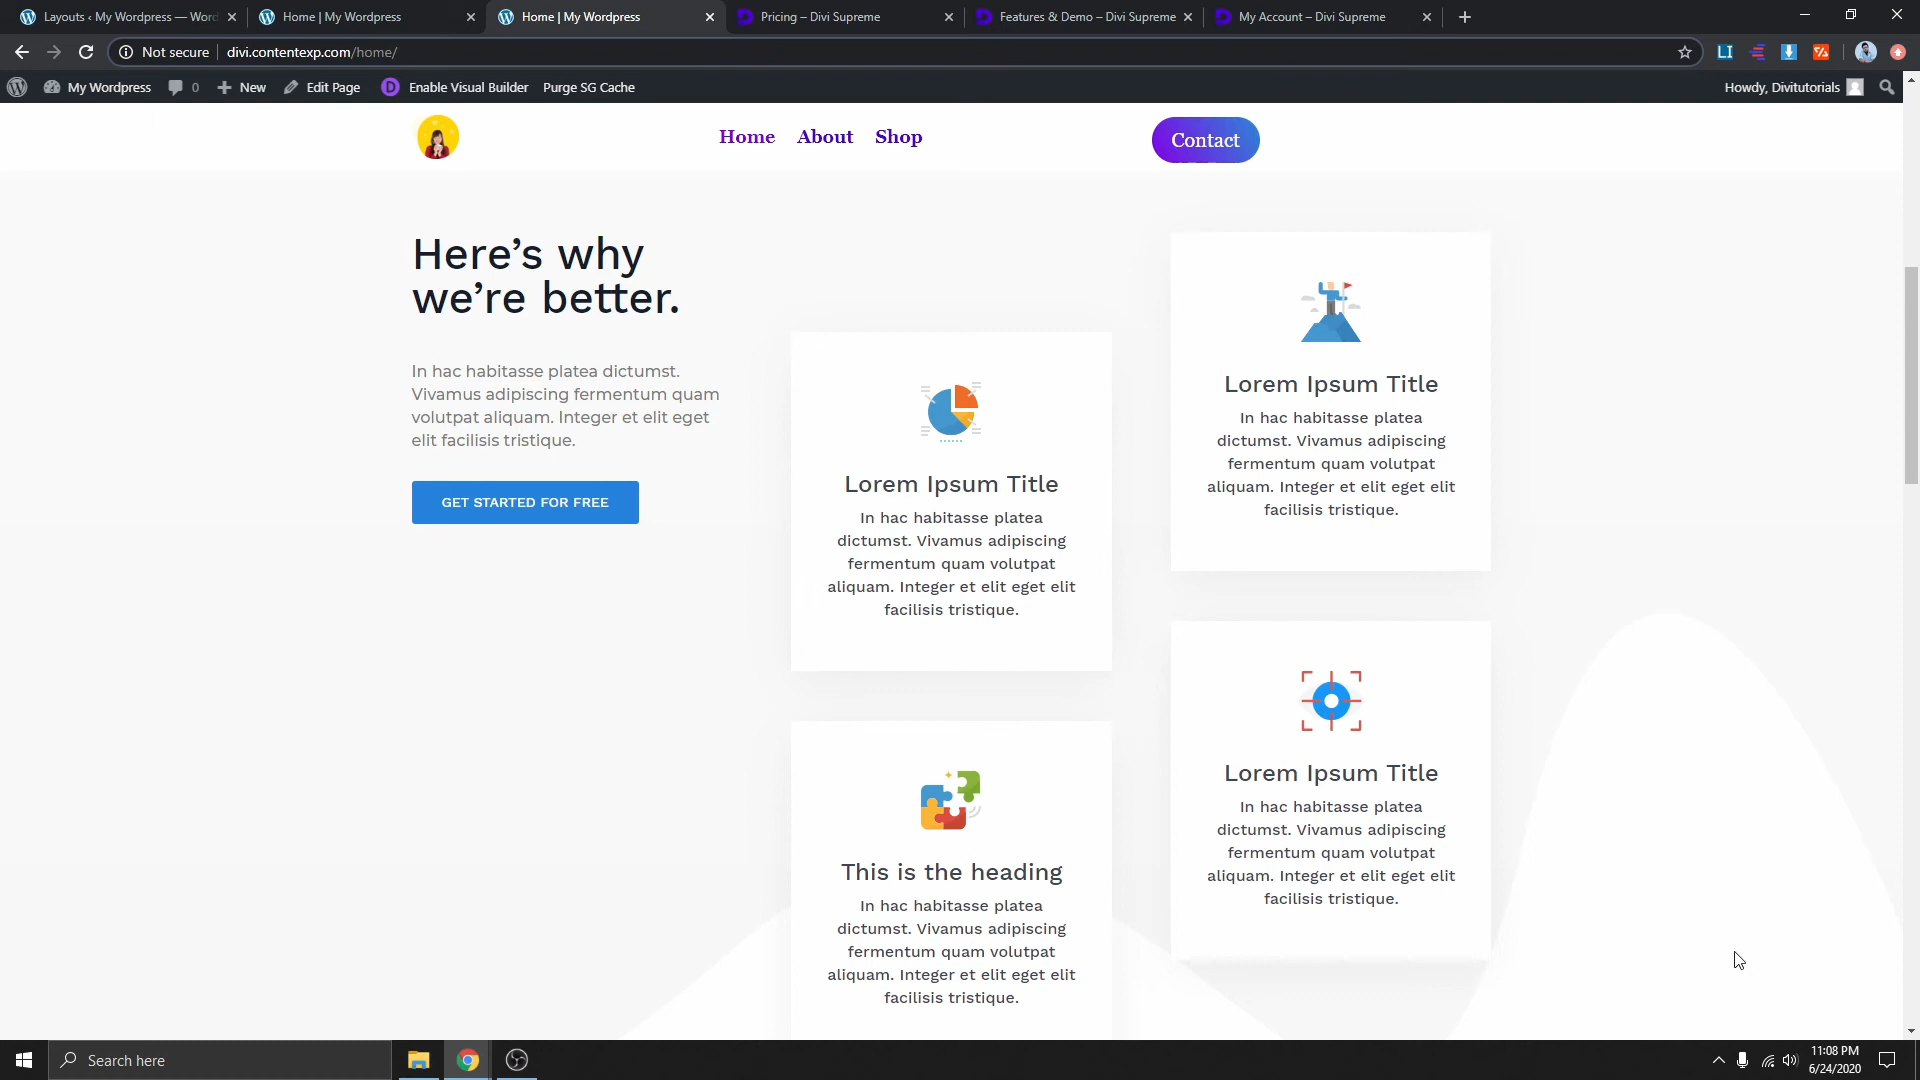 Layouts ‹ My Wordpress — Word
Home | My Wordpress
Home | My Wordpress
Pricing – Divi Supreme
Features & Demo – Divi Supreme
My Account – Divi Supreme
Not secure
divi.contentexp.com/home/
My Wordpress
0
New
Edit Page
Enable Visual Builder
Purge SG Cache
Howdy, Divitutorials
Home
About
Shop
Contact
Here’s why
we’re better.
In hac habitasse platea dictumst.
Vivamus adipiscing fermentum quam
volutpat aliquam. Integer et elit eget
elit facilisis tristique.
GET STARTED FOR FREE
Lorem Ipsum Title
In hac habitasse platea
dictumst. Vivamus adipiscing
fermentum quam volutpat
aliquam. Integer et elit eget elit
facilisis tristique.
This is the heading
In hac habitasse platea
dictumst. Vivamus adipiscing
fermentum quam volutpat
aliquam. Integer et elit eget elit
facilisis tristique.
Lorem Ipsum Title
In hac habitasse platea
dictumst. Vivamus adipiscing
fermentum quam volutpat
aliquam. Integer et elit eget elit
facilisis tristique.
Lorem Ipsum Title
In hac habitasse platea
dictumst. Vivamus adipiscing
fermentum quam volutpat
aliquam. Integer et elit eget elit
facilisis tristique.
Search here
11:08 PM
6/24/2020